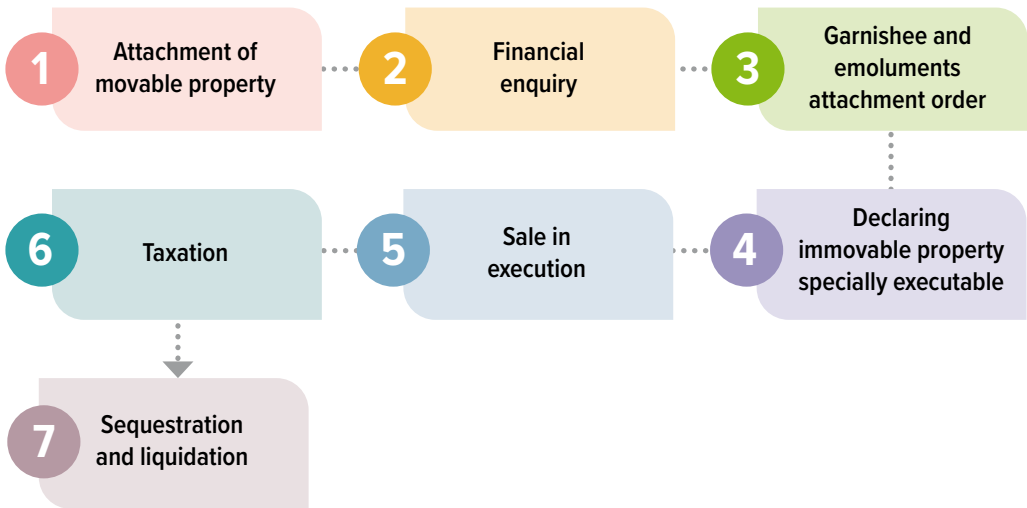 1
Attachment of
movable property
2
Financial
enquiry
3
Garnishee and
emoluments
attachment order
4
Declaring
immovable property
specially executable
5
Sale in
execution
6
Taxation
7
Sequestration
and liquidation